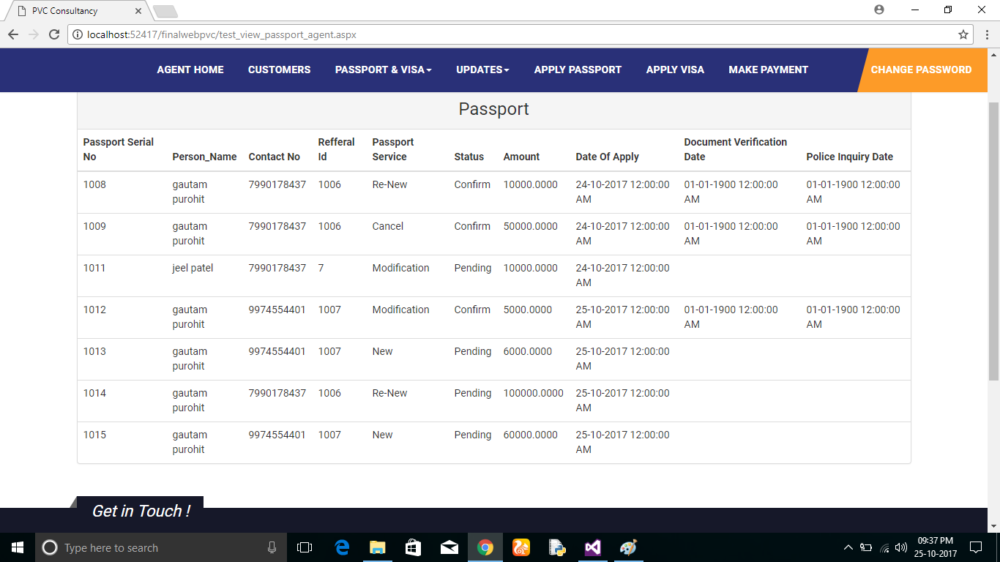 PVC Consultancy
localhost:52417/finalwebpvc/test_view_passport_agent.aspx
AGENT HOME CUSTOMERS PASSPORT & VISA UPDATES APPLY PASSPORT APPLY VISA MAKE PAYMENT CHANGE PASSWORD
Passport
Passport Serial Refferal Passport Document Verification
No Person_Name Contact No Id Service Status Amount Date Of Apply Date Police Inquiry Date
1008 gautam 7990178437 1006 Re-New Confirm 10000.0000 24-10-2017 12:00:00 01-01-1900 12:00:00 01-01-1900 12:00:00
purohit AM AM AM
1009 gautam 7990178437 1006 Cancel Confirm 50000.0000 24-10-2017 12:00:00 01-01-1900 12:00:00 01-01-1900 12:00:00
purohit AM AM AM
1011 jeel patel 7990178437 7 Modification Pending 10000.0000 24-10-2017 12:00:00
AM
1012 gautam 9974554401 1007 Modification Confirm 5000.0000 25-10-2017 12:00:00 01-01-1900 12:00:00 01-01-1900 12:00:00
purohit AM AM AM
1013 gautam 9974554401 1007 New Pending 6000.0000 25-10-2017 12:00:00
purohit AM
1014 gautam 7990178437 1006 Re-New Pending 100000.0000 25-10-2017 12:00:00
purohit AM
1015 gautam 9974554401 1007 New Pending 60000.0000 25-10-2017 12:00:00
purohit AM
Get in Touch !
Type here to search
09:37 PM
25-10-2017